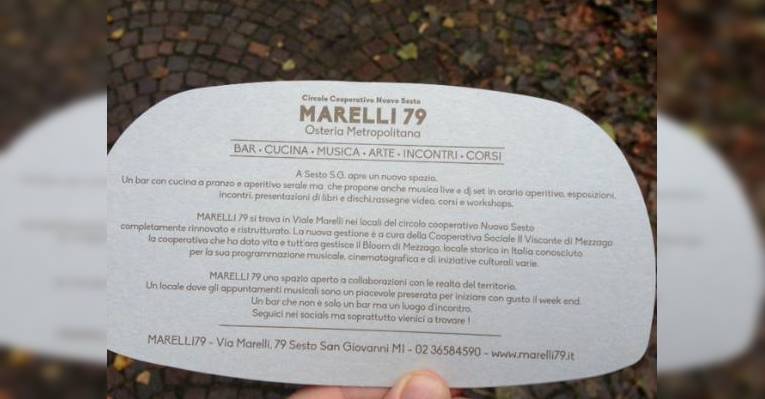 Circolo Cooperativo Nuovo Sesto
MARELLI 79
Osteria Metropolitana
BAR • CUCINA • MUSICA • ARTE • INCONTRI • CORSI
A Sesto S.G. apre un nuovo spazio.
Un bar con cucina a pranzo e aperitivo serale ma che propone anche musica live e dj set in orario aperitivo, esposizioni,
incontri, presentazioni di libri e dischi,rassegne video, corsi e workshops.
MARELLI 79 si trova in Viale Marelli nei locali del circolo cooperativo Nuovo Sesto
completamente rinnovato e ristrutturato. La nuova gestione è a cura della Cooperativa Sociale Il Visconte di Mezzago
la cooperativa che ha dato vita e tutt'ora gestisce il Bloom di Mezzago, locale storico in Italia conosciuto
per la sua programmazione musicale, cinematografica e di iniziative culturali varie.
MARELLI 79 uno spazio aperto a collaborazioni con le realtà del territorio.
Un locale dove gli appuntamenti musicali sono un piacevole preserata per iniziare con gusto il week end.
Un bar che non è solo un bar ma un luogo d'incontro.
Seguici nei socials ma soprattutto vienici a trovare !
MARELLI79 - Via Marelli, 79 Sesto San Giovanni MI - 02 36584590 - www.marelli79.it